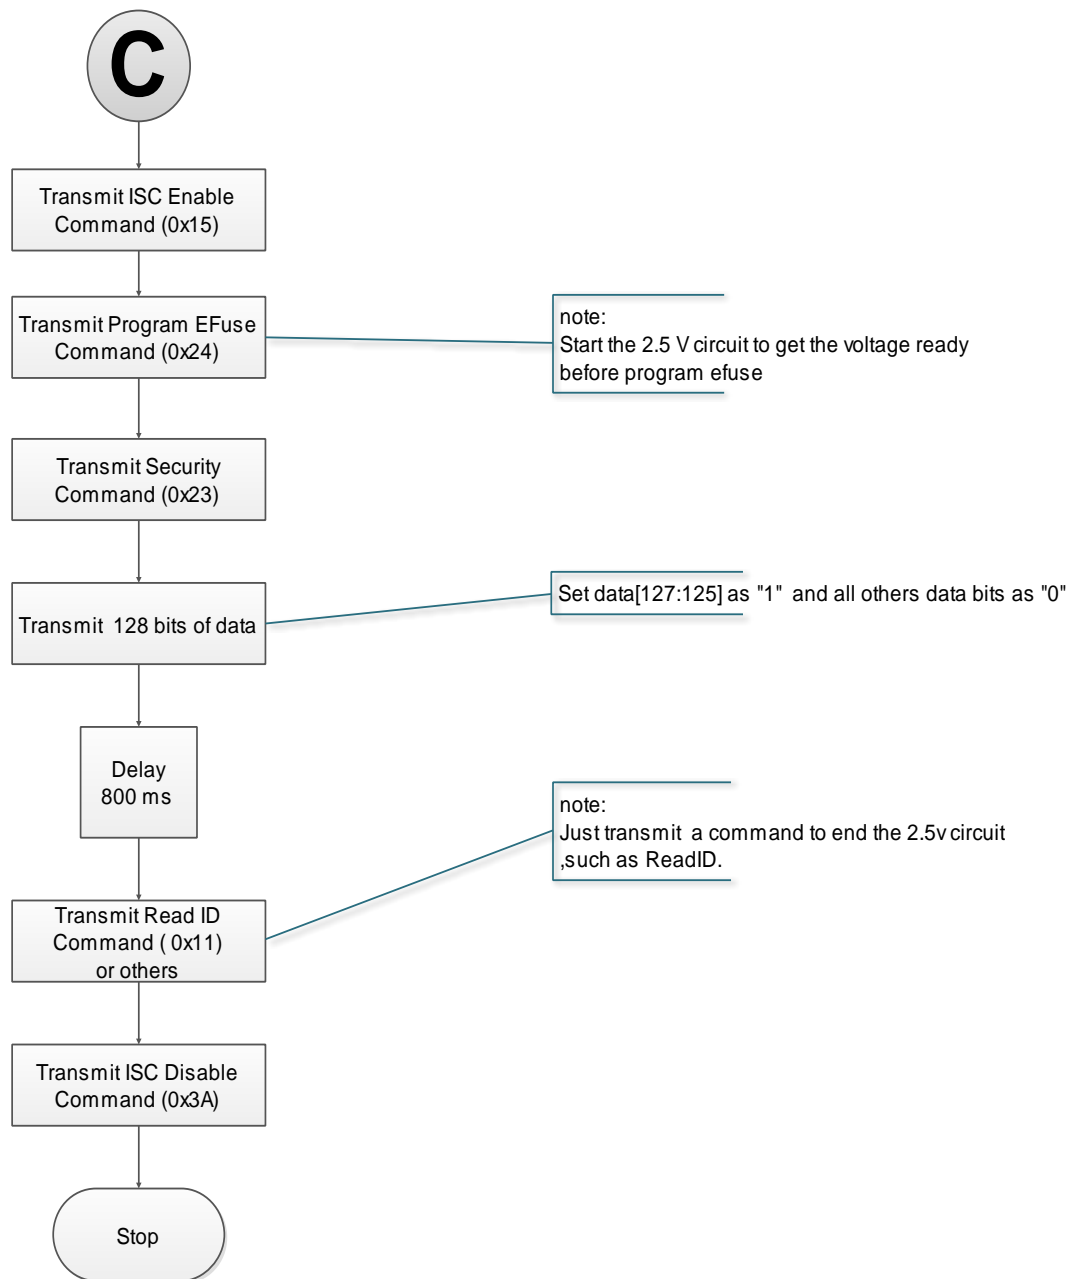 C
Transmit ISC Enable
Command (0x15)
Transmit Program EFuse
Command (0x24)
note:
Start the 2.5 V circuit to get the voltage ready
before program efuse
Transmit Security
Command (0x23)
Transmit 128 bits of data
Set data[127:125] as "1" and all others data bits as "0"
Delay
800 ms
note:
Just transmit a command to end the 2.5v circuit
,such as ReadID.
Transmit Read ID
Command ( 0x11)
or others
Transmit ISC Disable
Command (0x3A)
Stop